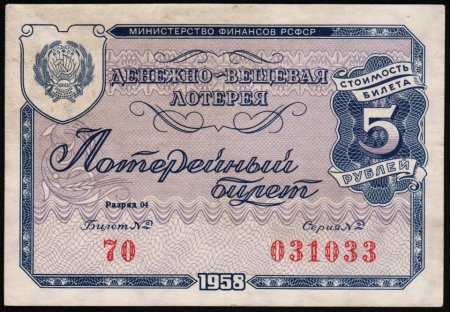 МИНИСТЕРСТВО ФИНАНСОВ РСФСР
ДЕНЕЖНО-ВЕЩЕВАЯ
ЛОТЕРЕЯ
СТОИМОСТЬ
БИЛЕТА
5
РУБЛЕЙ
Лотерейный
билет
Разряд 04
Билет №
Серия №
70
031033
1958